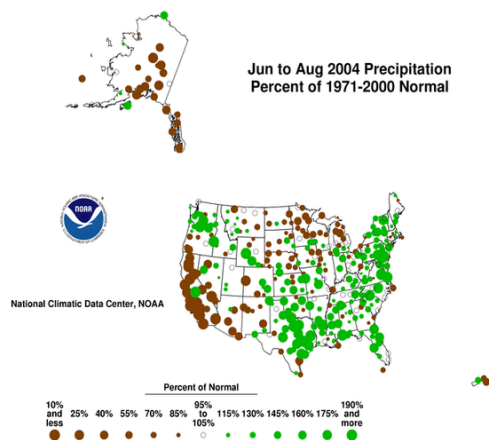 Jun to Aug 2004 Precipitation
Percent of 1971-2000 Normal
NOAA
National Climatic Data Center, NOAA
Percent of Normal
10% and less 25% 40% 55% 70% 85% 95% to 105% 115% 130% 145% 160% 175% 190% and more